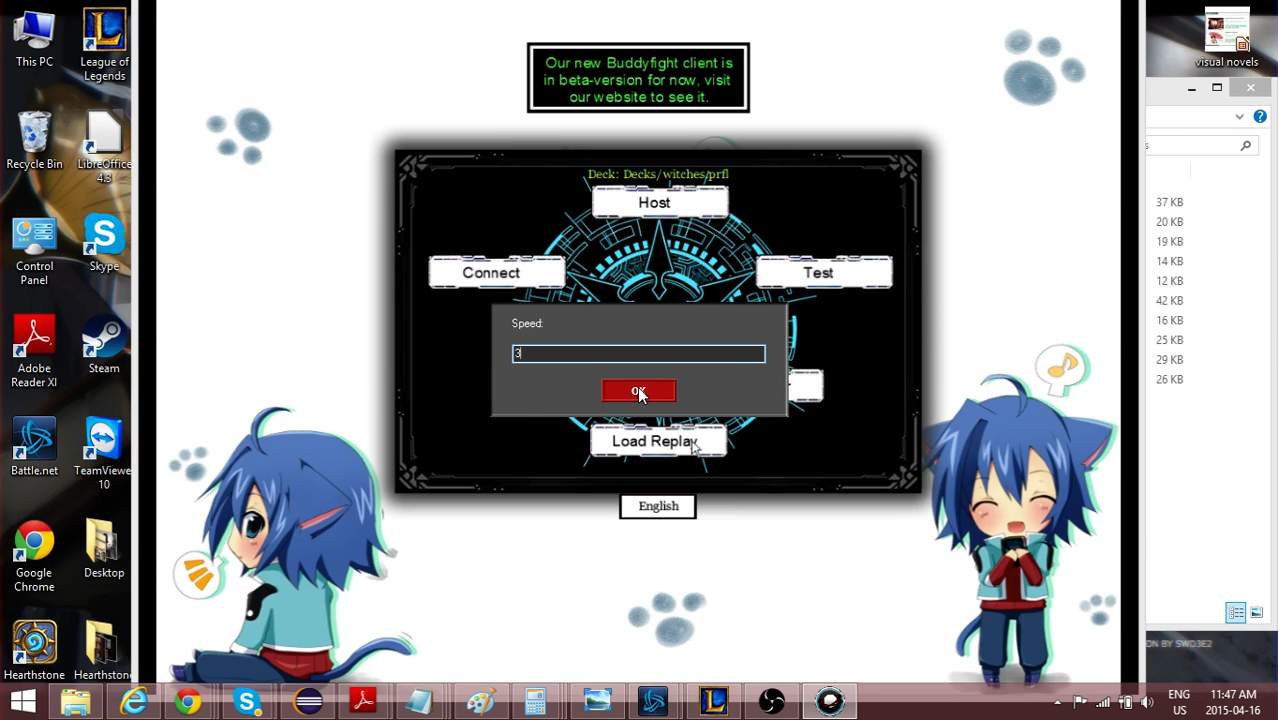 This PC
League of
Legends
Recycle Bin
LibreOffice
4.3
Control
Panel
Skype
Adobe
Reader XI
Steam
Battle.net
TeamViewer
10
Google
Chrome
Desktop
Hearthstone
Hearthston
Our new Buddyfight client is
in beta-version for now, visit
our website to see it.
Deck: Decks/witches/prfl
Host
Connect
Test
Speed:
3
OK
Load Replay
English
visual novels
s
37 KB
20 KB
19 KB
14 KB
12 KB
42 KB
16 KB
25 KB
29 KB
26 KB
ENG
US
11:47 AM
2015-04-16